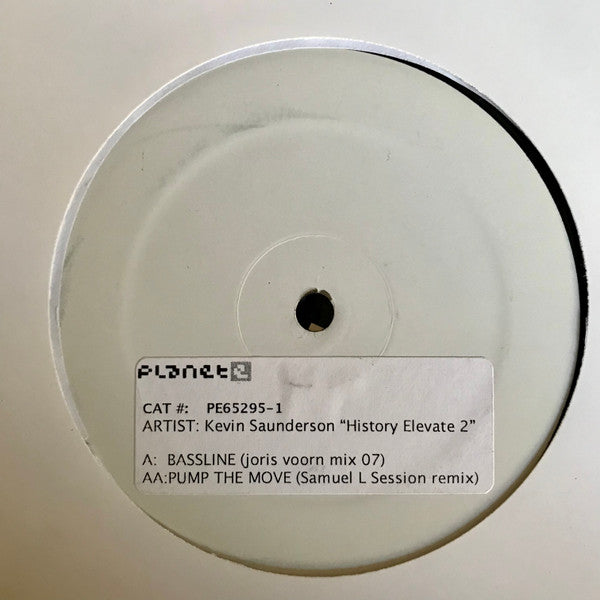 planet e
CAT #: PE65295-1
ARTIST: Kevin Saunderson “History Elevate 2”
A: BASSLINE (joris voorn mix 07)
AA:PUMP THE MOVE (Samuel L Session remix)